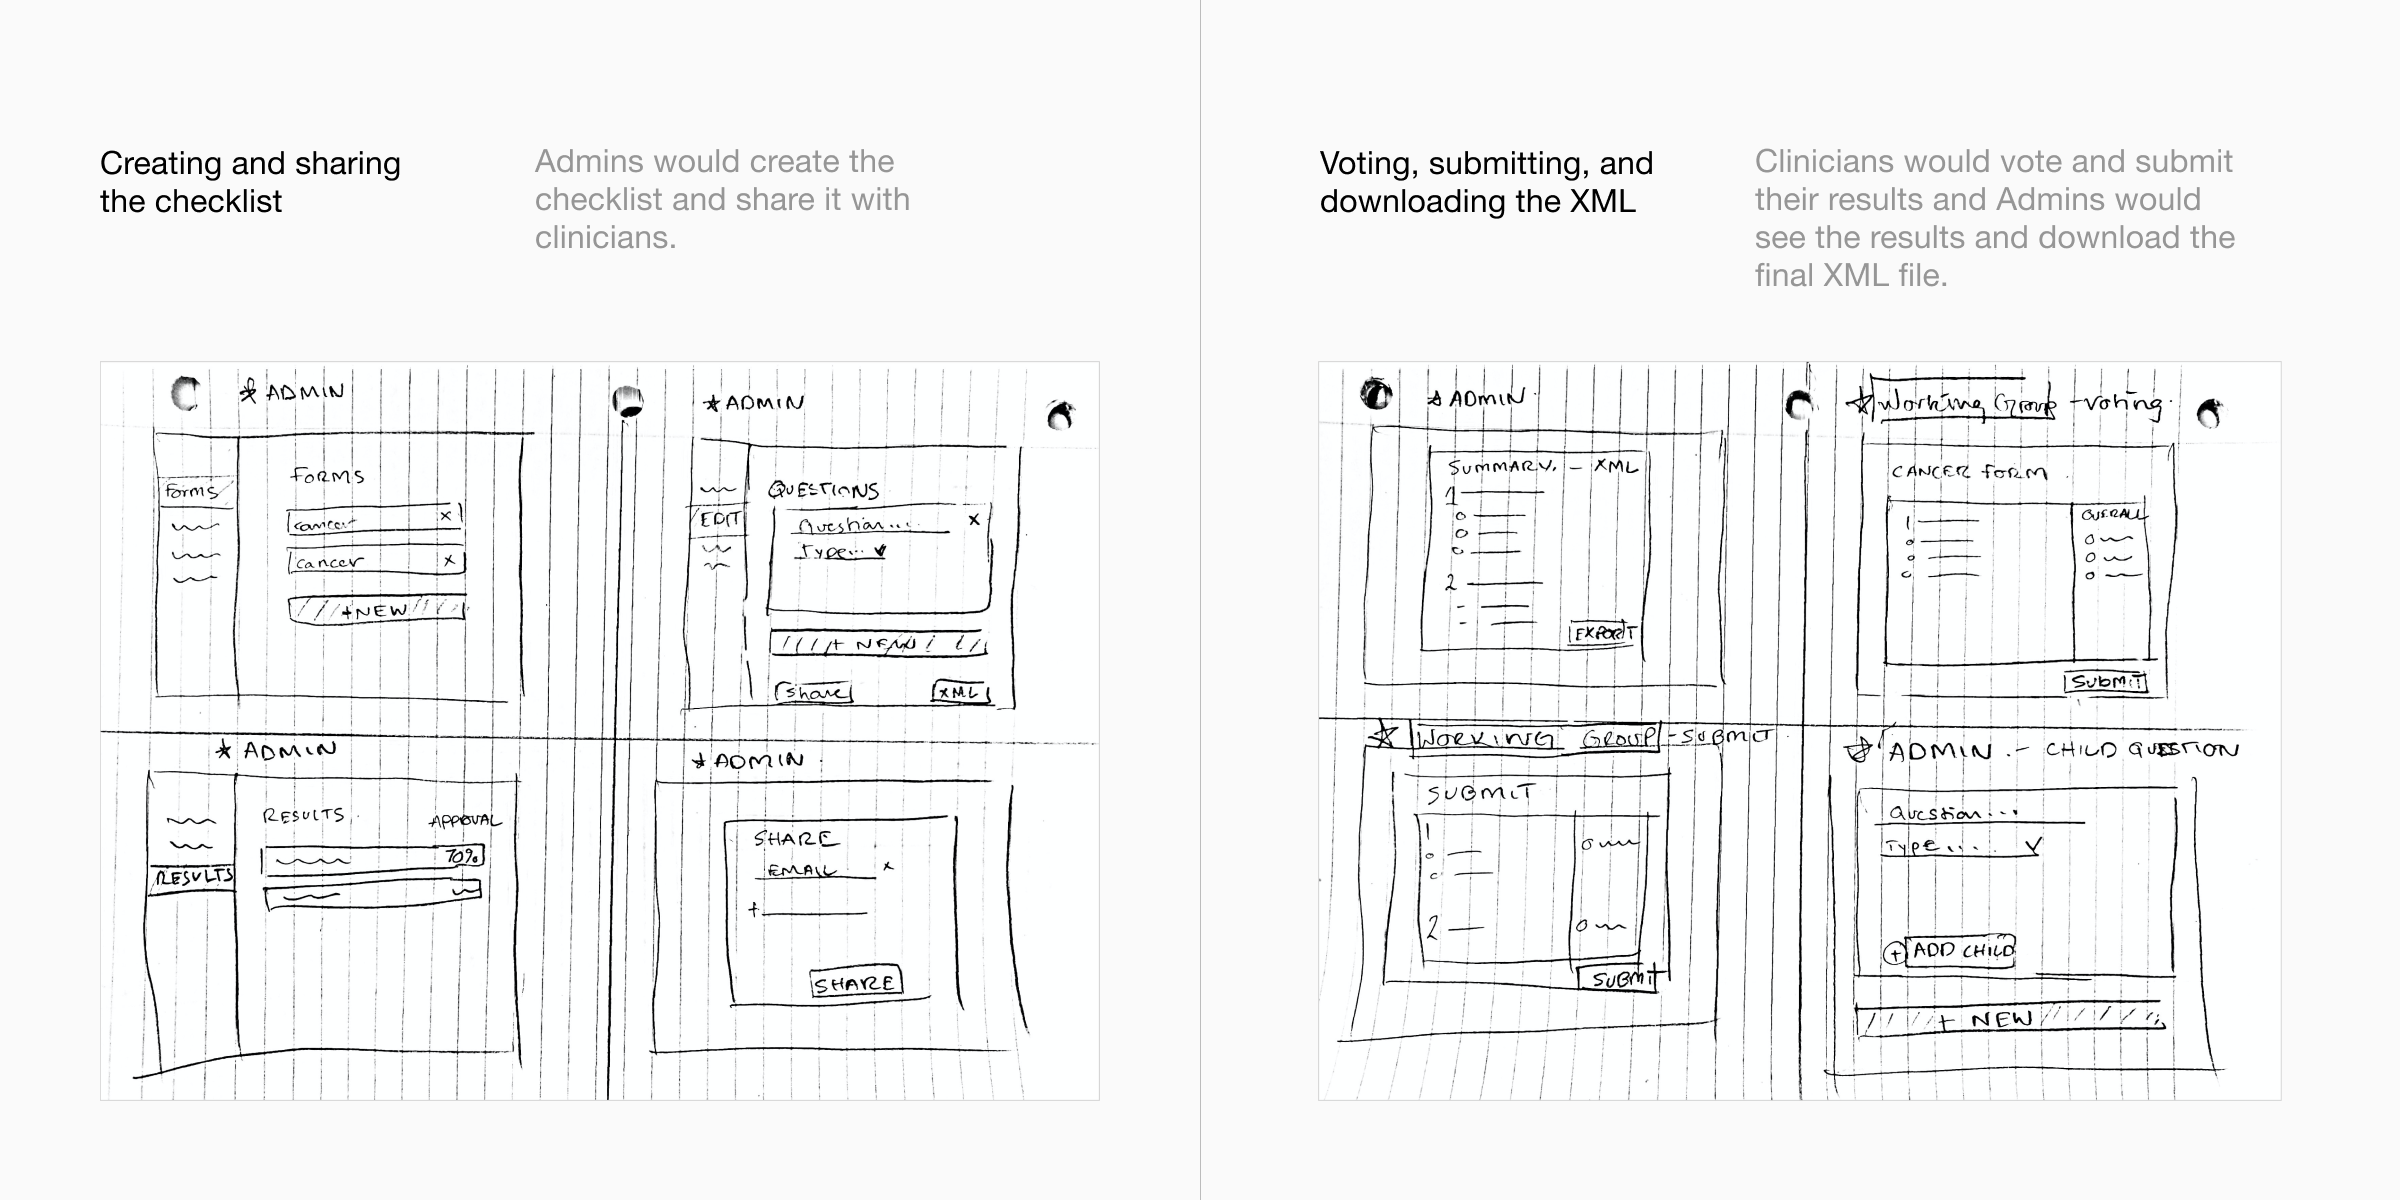 Creating and sharing
the checklist
Admins would create the
checklist and share it with
clinicians.
ADMIN
Forms
FORMS
cancer
x
cancer
x
+NEW
ADMIN
EDIT
QUESTIONS
Question...
x
Type...
+ NEW
Share
XML
ADMIN
RESULTS
RESULTS
APPOVAL
70%
ADMIN
SHARE
EMAIL
x
+
SHARE
Voting, submitting, and
downloading the XML
Clinicians would vote and submit
their results and Admins would
see the results and download the
final XML file.
ADMIN
SUMMARY. - XML
1
2
EXPORT
Working Group - voting
CANCER FORM
1
OVERALL
Submit
WORKING GROUP - SUBMIT
SUBMIT
1
2
SUBMIT
ADMIN - CHILD QUESTION
Question...
TYPE....
+ ADD CHILD
+ NEW